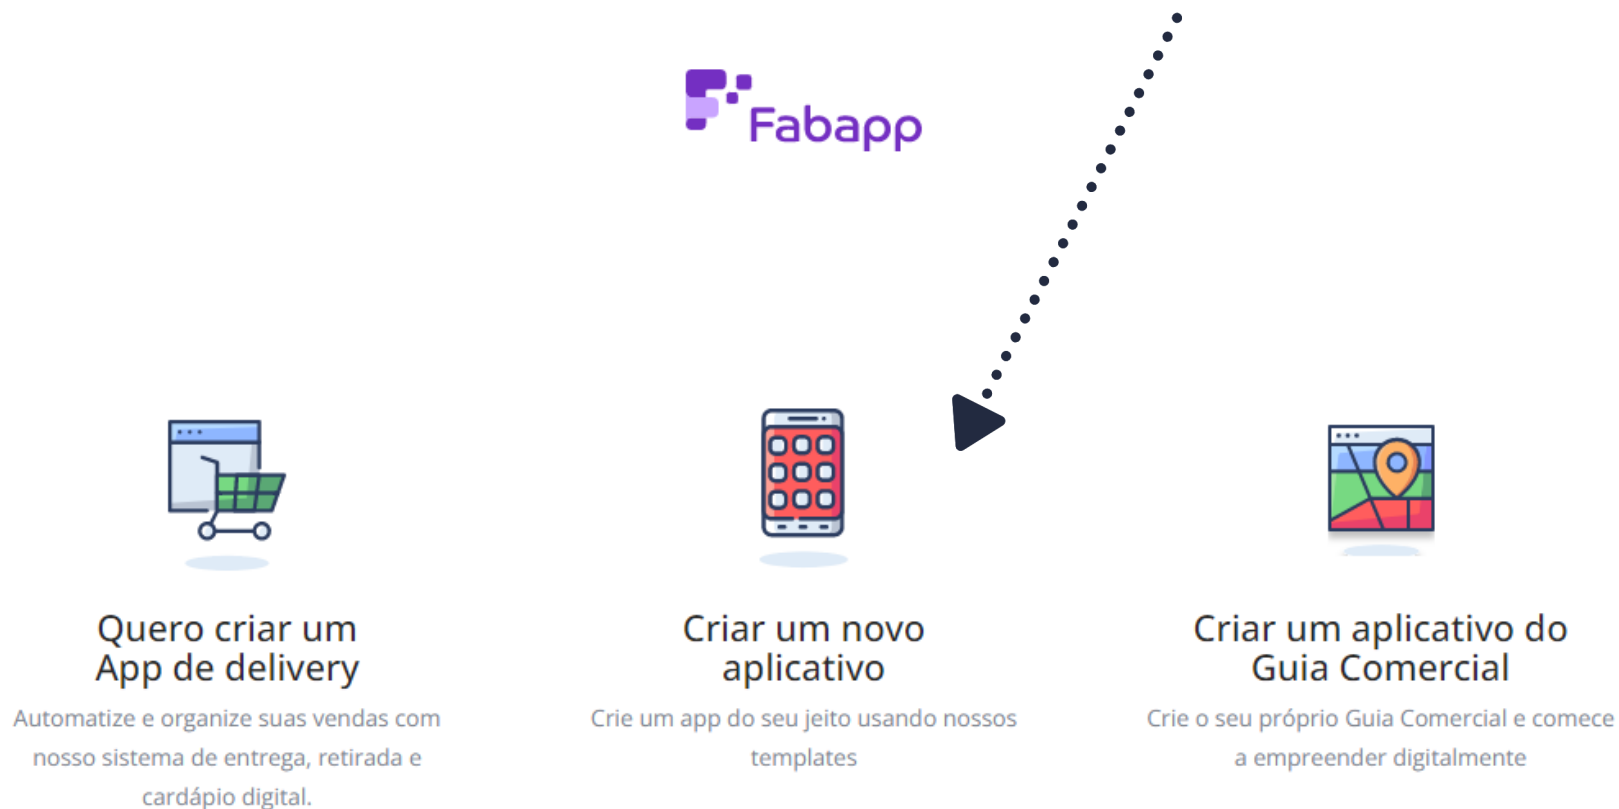 Fabapp
Quero criar um
App de delivery
Automatize e organize suas vendas com
nosso sistema de entrega, retirada e
cardápio digital.
Criar um novo
aplicativo
Crie um app do seu jeito usando nossos
templates
Criar um aplicativo do
Guia Comercial
Crie o seu próprio Guia Comercial e comece
a empreender digitalmente